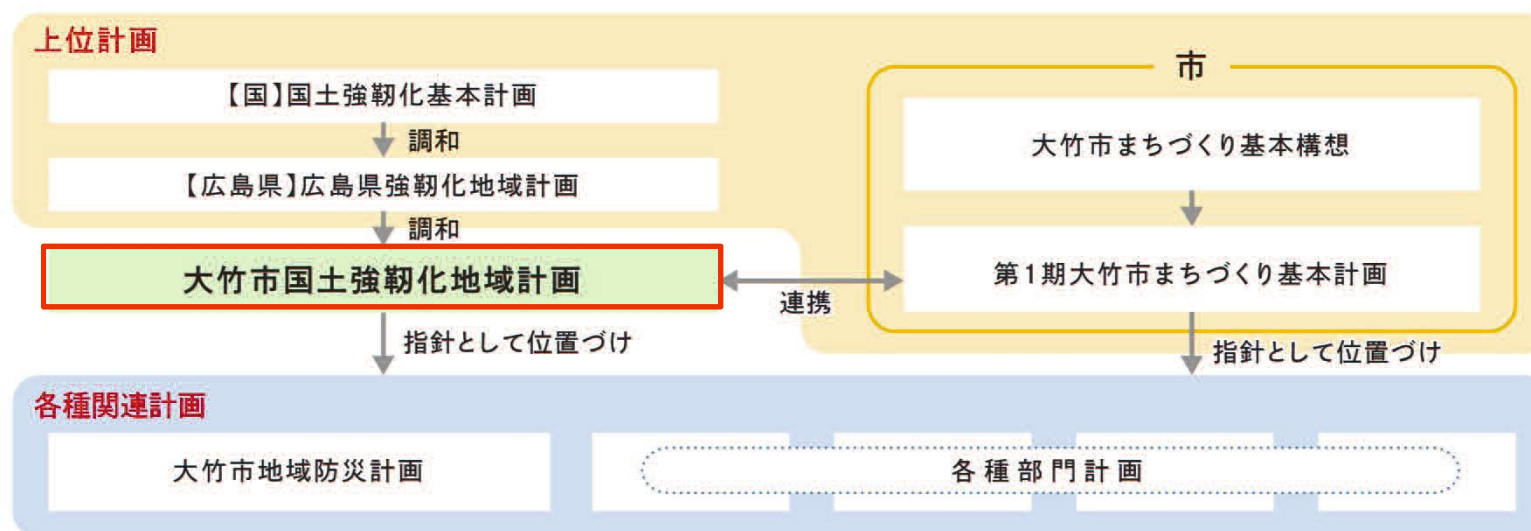 上位計画
【国】国土強靭化基本計画
調和
【広島県】広島県強靭化地域計画
調和
大竹市国土強靭化地域計画
指針として位置づけ
市
大竹市まちづくり基本構想
第1期大竹市まちづくり基本計画
連携
指針として位置づけ
各種関連計画
大竹市地域防災計画
各種部門計画